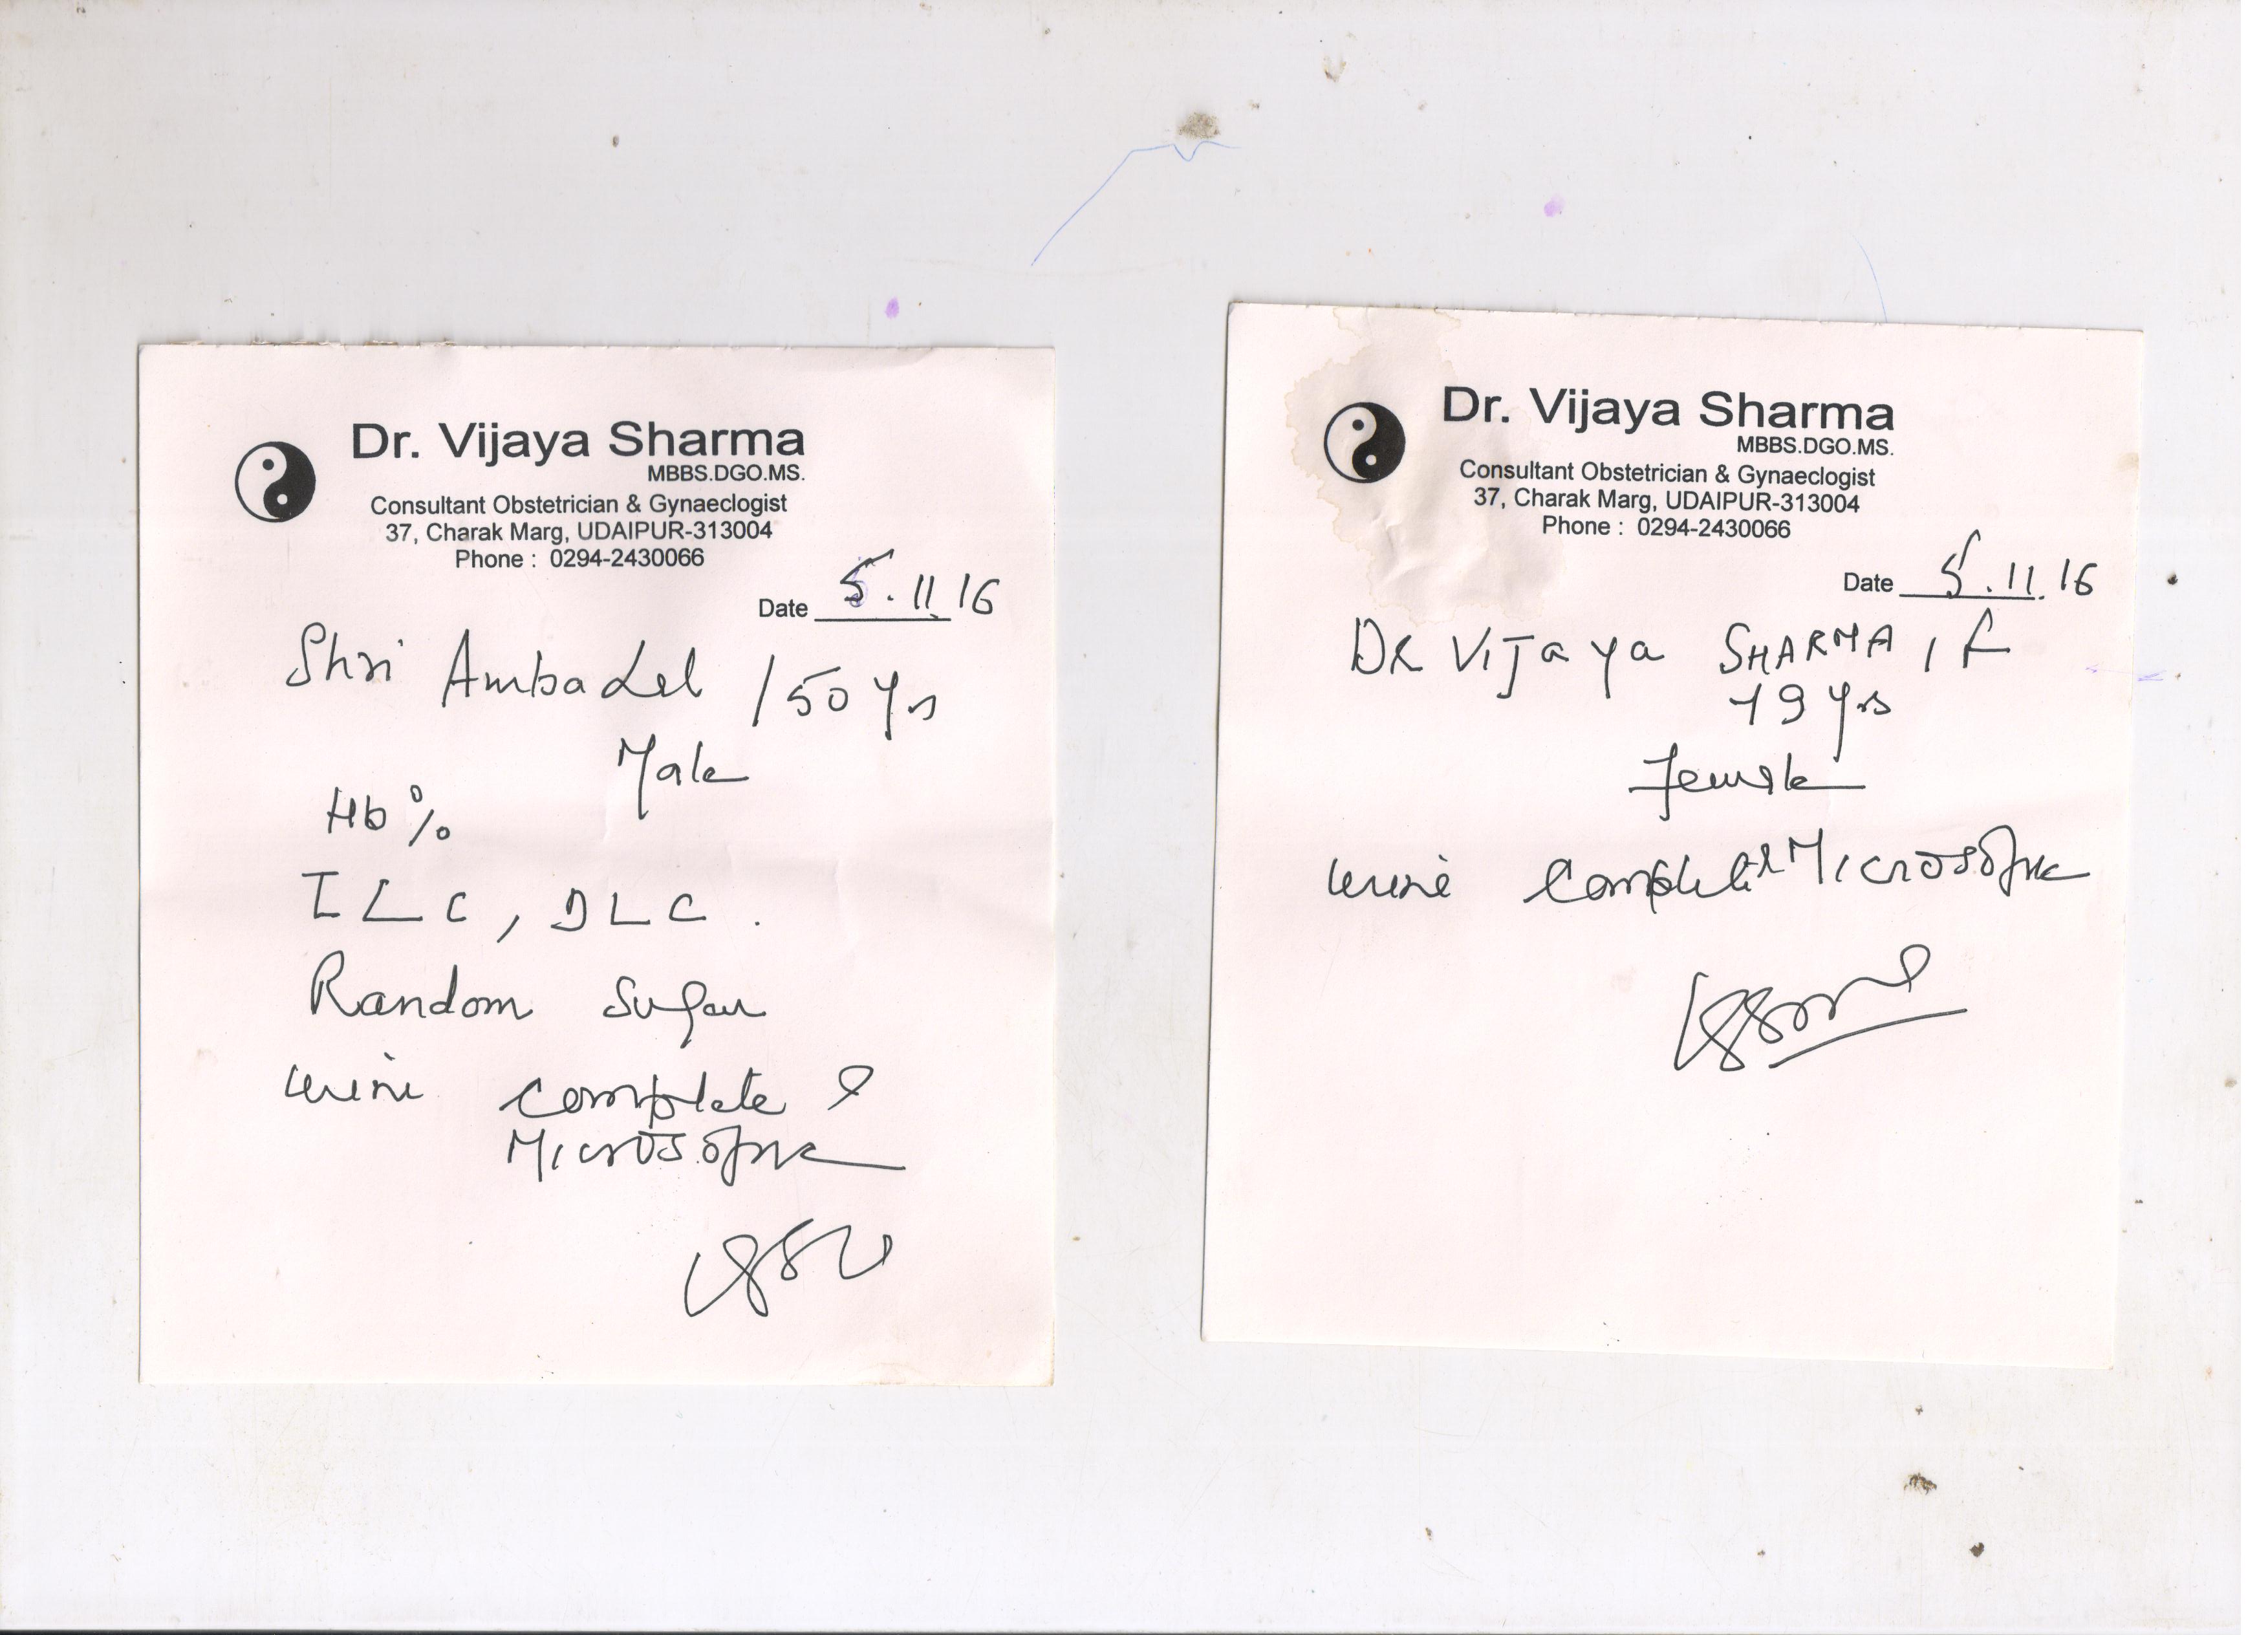 Dr. Vijaya Sharma
MBBS.DGO.MS.
Consultant Obstetrician & Gynaeclogist
37, Charak Marg, UDAIPUR-313004
Phone : 0294-2430066
Date 5.11.16
Shri Ambalal /50 Yrs
Male
Hb%
TLC, DLC.
Random Sugar
Urine complete &
Dr. Vijaya Sharma
MBBS.DGO.MS.
Consultant Obstetrician & Gynaeclogist
37, Charak Marg, UDAIPUR-313004
Phone : 0294-2430066
Date 5.11.16
DR VIJaya SHARMA, F
79 Yrs
Female
Urine Complete &